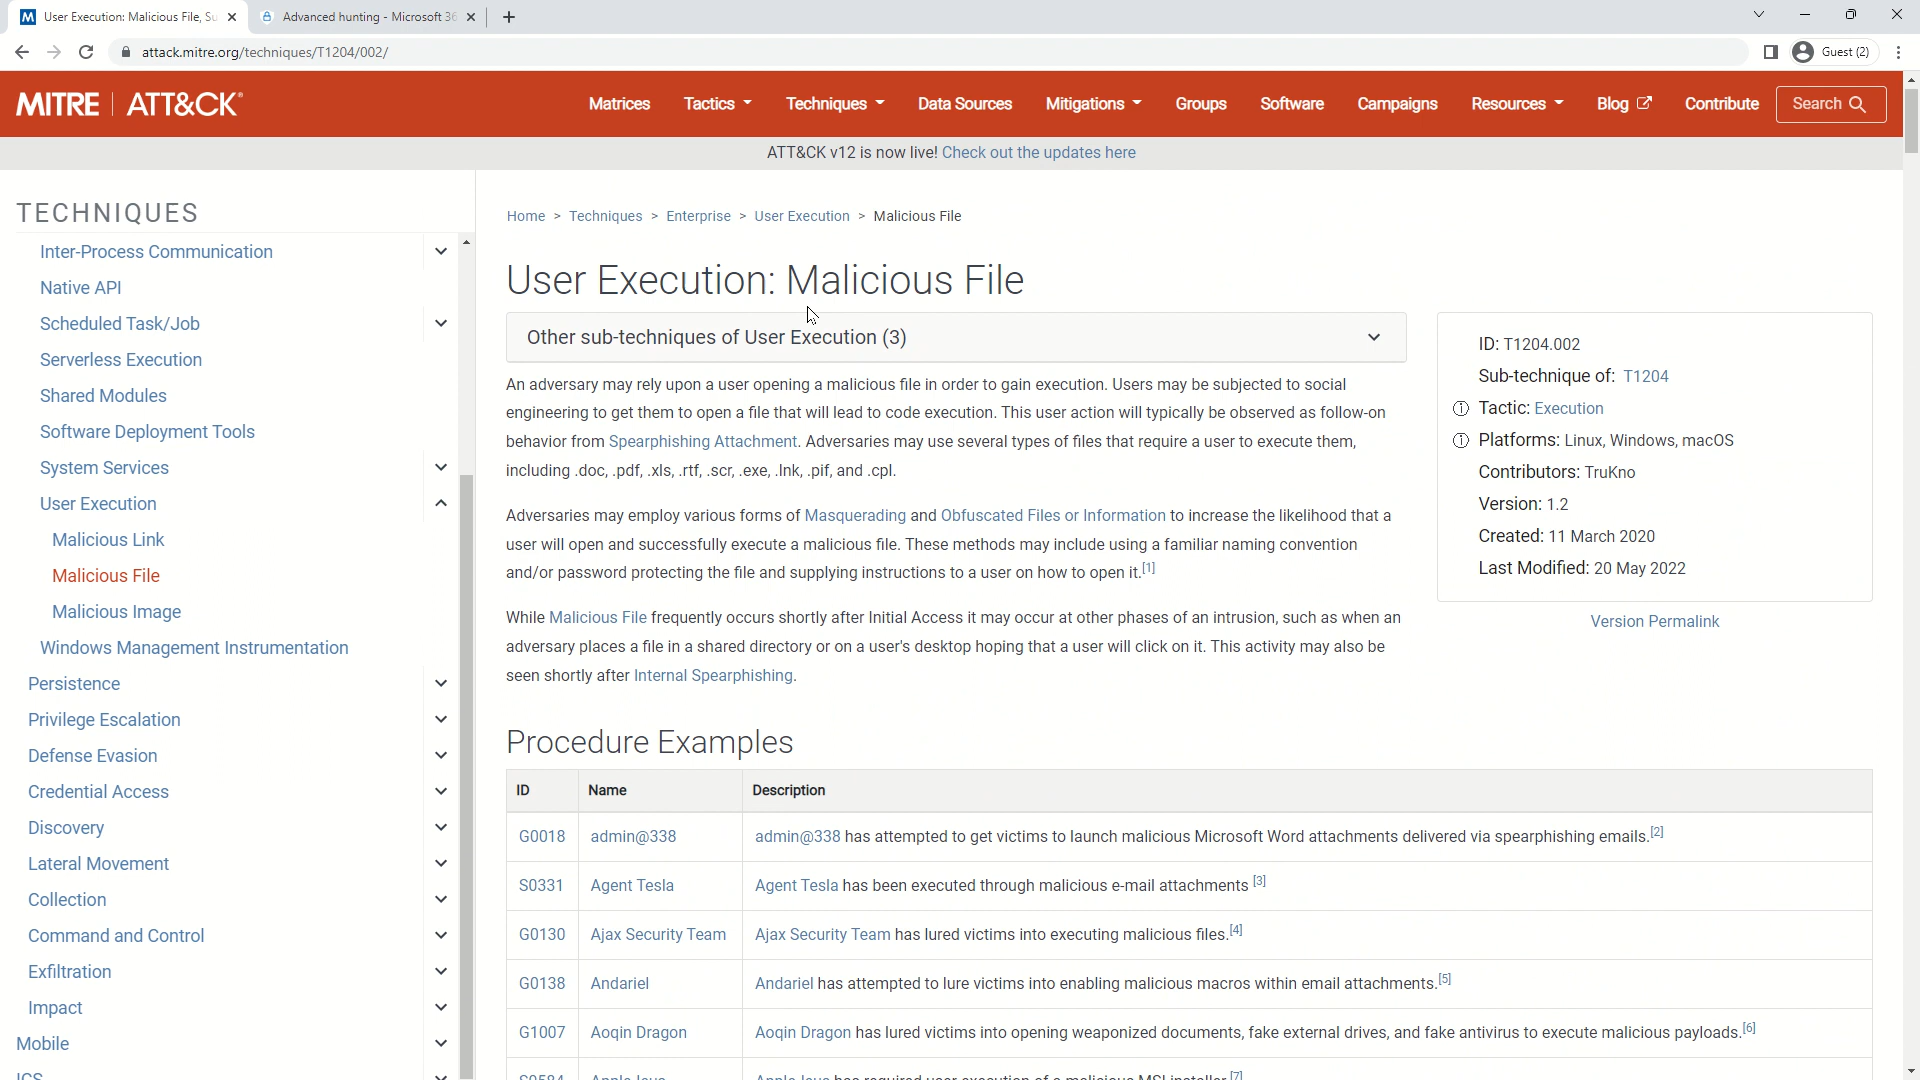 User Execution: Malicious File, Su
Advanced hunting - Microsoft 36
attack.mitre.org/techniques/T1204/002/
Guest (2)
MITRE | ATT&CK®
Matrices
Tactics
Techniques
Data Sources
Mitigations
Groups
Software
Campaigns
Resources
Blog
Contribute
Search
ATT&CK v12 is now live! Check out the updates here
TECHNIQUES
Inter-Process Communication
Native API
Scheduled Task/Job
Serverless Execution
Shared Modules
Software Deployment Tools
System Services
User Execution
Malicious Link
Malicious File
Malicious Image
Windows Management Instrumentation
Persistence
Privilege Escalation
Defense Evasion
Credential Access
Discovery
Lateral Movement
Collection
Command and Control
Exfiltration
Impact
Mobile
ICS
Home > Techniques > Enterprise > User Execution > Malicious File
User Execution: Malicious File
Other sub-techniques of User Execution (3)
An adversary may rely upon a user opening a malicious file in order to gain execution. Users may be subjected to social
engineering to get them to open a file that will lead to code execution. This user action will typically be observed as follow-on
behavior from Spearphishing Attachment. Adversaries may use several types of files that require a user to execute them,
including .doc, .pdf, .xls, .rtf, .scr, .exe, .lnk, .pif, and .cpl.
Adversaries may employ various forms of Masquerading and Obfuscated Files or Information to increase the likelihood that a
user will open and successfully execute a malicious file. These methods may include using a familiar naming convention
and/or password protecting the file and supplying instructions to a user on how to open it.[1]
While Malicious File frequently occurs shortly after Initial Access it may occur at other phases of an intrusion, such as when an
adversary places a file in a shared directory or on a user's desktop hoping that a user will click on it. This activity may also be
seen shortly after Internal Spearphishing.
ID: T1204.002
Sub-technique of: T1204
Tactic: Execution
Platforms: Linux, Windows, macOS
Contributors: TruKno
Version: 1.2
Created: 11 March 2020
Last Modified: 20 May 2022
Version Permalink
Procedure Examples
ID Name Description
G0018 admin@338 admin@338 has attempted to get victims to launch malicious Microsoft Word attachments delivered via spearphishing emails.[2]
S0331 Agent Tesla Agent Tesla has been executed through malicious e-mail attachments [3]
G0130 Ajax Security Team Ajax Security Team has lured victims into executing malicious files.[4]
G0138 Andariel Andariel has attempted to lure victims into enabling malicious macros within email attachments.[5]
G1007 Aoqin Dragon Aoqin Dragon has lured victims into opening weaponized documents, fake external drives, and fake antivirus to execute malicious payloads.[6]
S0584 AppleJeus AppleJeus has required user execution of a malicious MSI installer.[7]